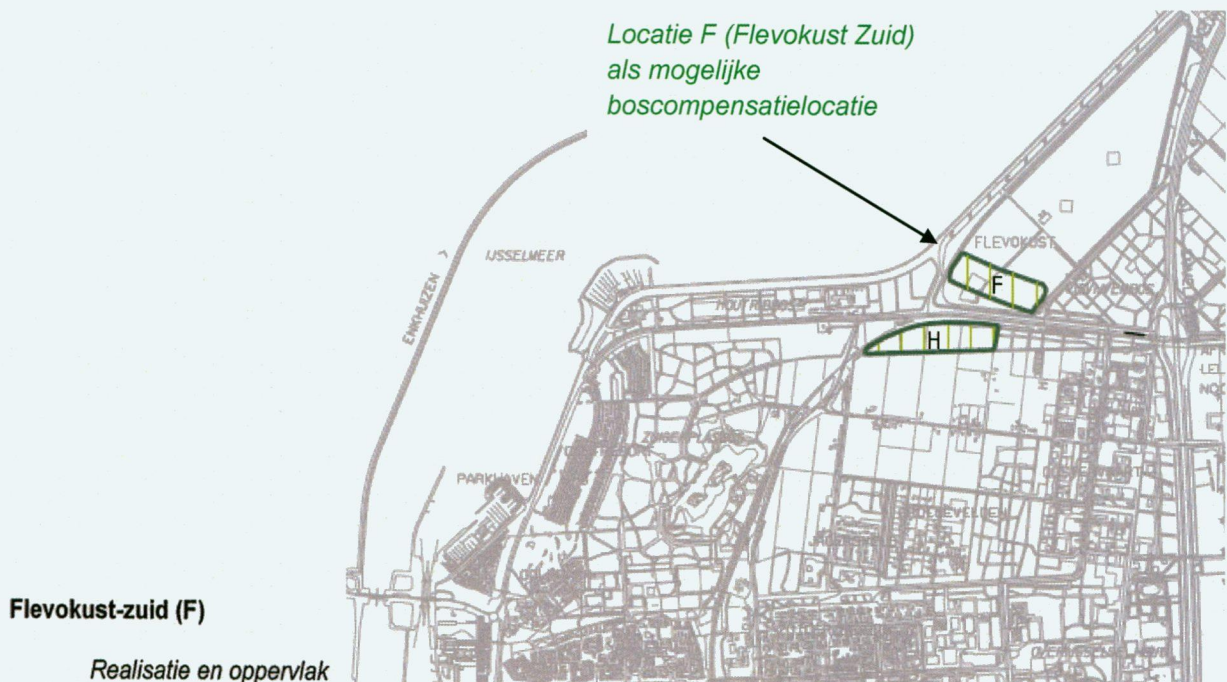 Locatie F (Flevokust Zuid)
als mogelijke
boscompensatielocatie
FLEVOKUST
IJSSELMEER
F
ENKHUIZEN
H
PARKHAVEN
Flevokust-zuid (F)
Realisatie en oppervlak